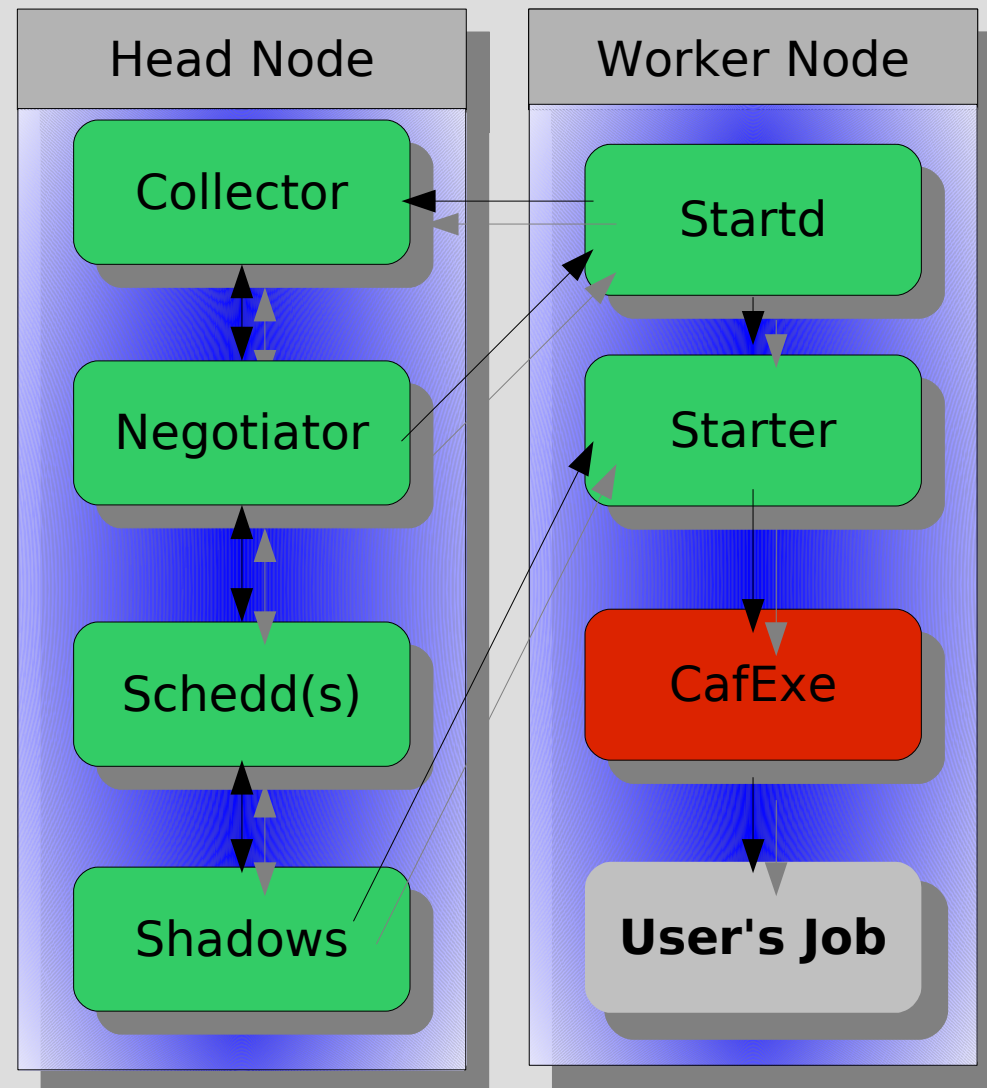 Head Node
Collector
Negotiator
Schedd(s)
Shadows
Worker Node
Startd
Starter
CafExe
User's Job